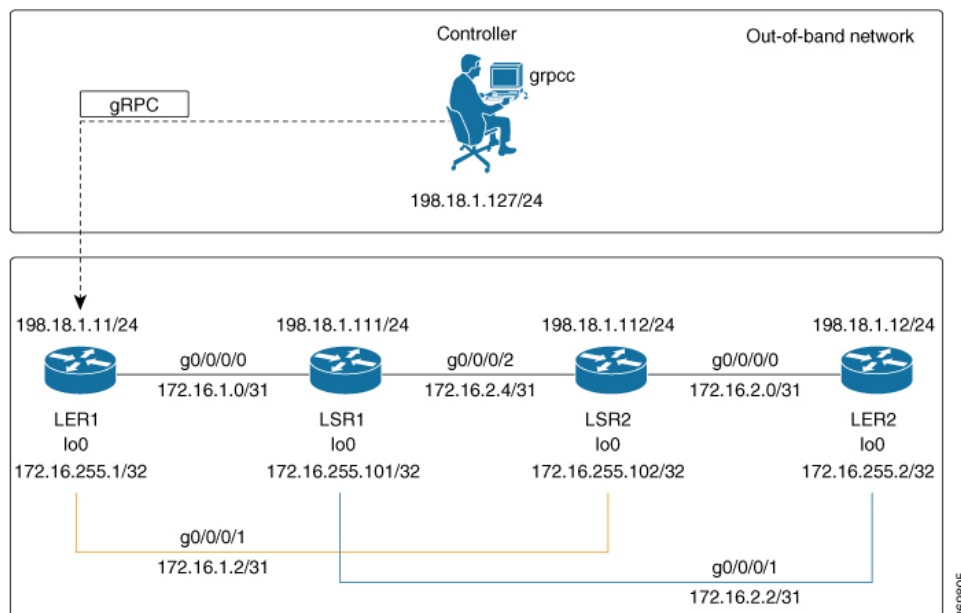 Controller
Out-of-band network
grpcc
gRPC
198.18.1.127/24
198.18.1.11/24
198.18.1.111/24
198.18.1.112/24
198.18.1.12/24
g0/0/0/0
g0/0/0/2
g0/0/0/0
172.16.1.0/31
172.16.2.4/31
172.16.2.0/31
LER1
LSR1
LSR2
LER2
lo0
lo0
lo0
lo0
172.16.255.1/32
172.16.255.101/32
172.16.255.102/32
172.16.255.2/32
g0/0/0/1
172.16.1.2/31
g0/0/0/1
172.16.2.2/31